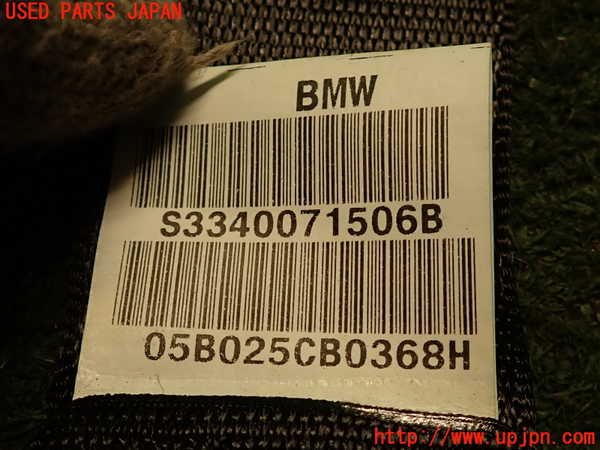 USED PARTS JAPAN
BMW
S3340071506B
05B025CB0368H
http://www.upjpn.com